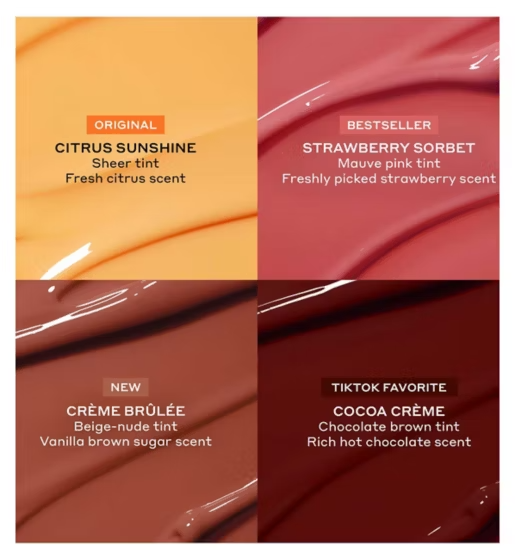 ORIGINAL
CITRUS SUNSHINE
Sheer tint
Fresh citrus scent
BESTSELLER
STRAWBERRY SORBET
Mauve pink tint
Freshly picked strawberry scent
NEW
CRÈME BRÛLÉE
Beige-nude tint
Vanilla brown sugar scent
TIKTOK FAVORITE
COCOA CRÈME
Chocolate brown tint
Rich hot chocolate scent